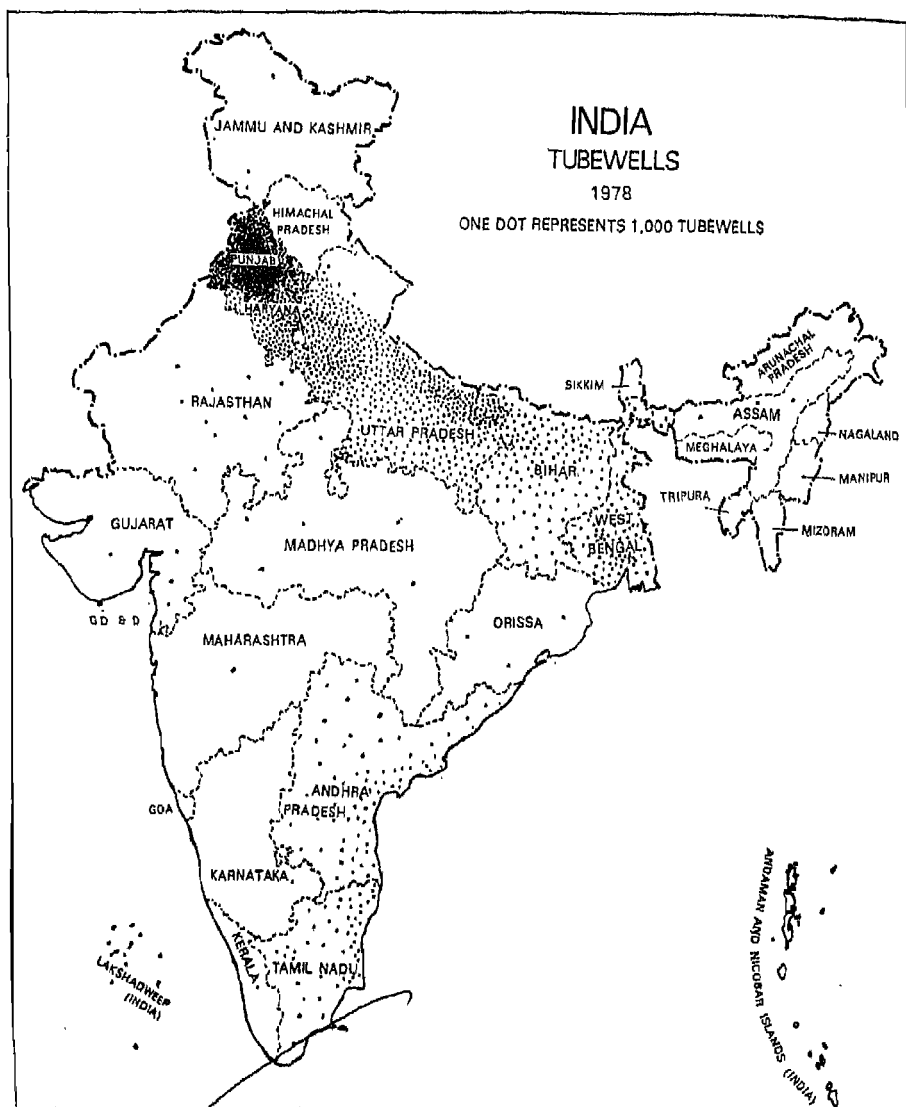 INDIA
TUBEWELLS
1978
ONE DOT REPRESENTS 1,000 TUBEWELLS
JAMMU AND KASHMIR
HIMACHAL
PRADESH
PUNJAB
HARYANA
RAJASTHAN
UTTAR PRADESH
SIKKIM
ARUNACHAL
PRADESH
ASSAM
NAGALAND
MEGHALAYA
MANIPUR
BIHAR
TRIPURA
MIZORAM
GUJARAT
MADHYA PRADESH
WEST
BENGAL
GD & D
MAHARASHTRA
ORISSA
GOA
ANDHRA
PRADESH
KARNATAKA
KERALA
TAMIL NADU
LAKSHADWEEP
(INDIA)
ANDAMAN AND NICOBAR ISLANDS (INDIA)